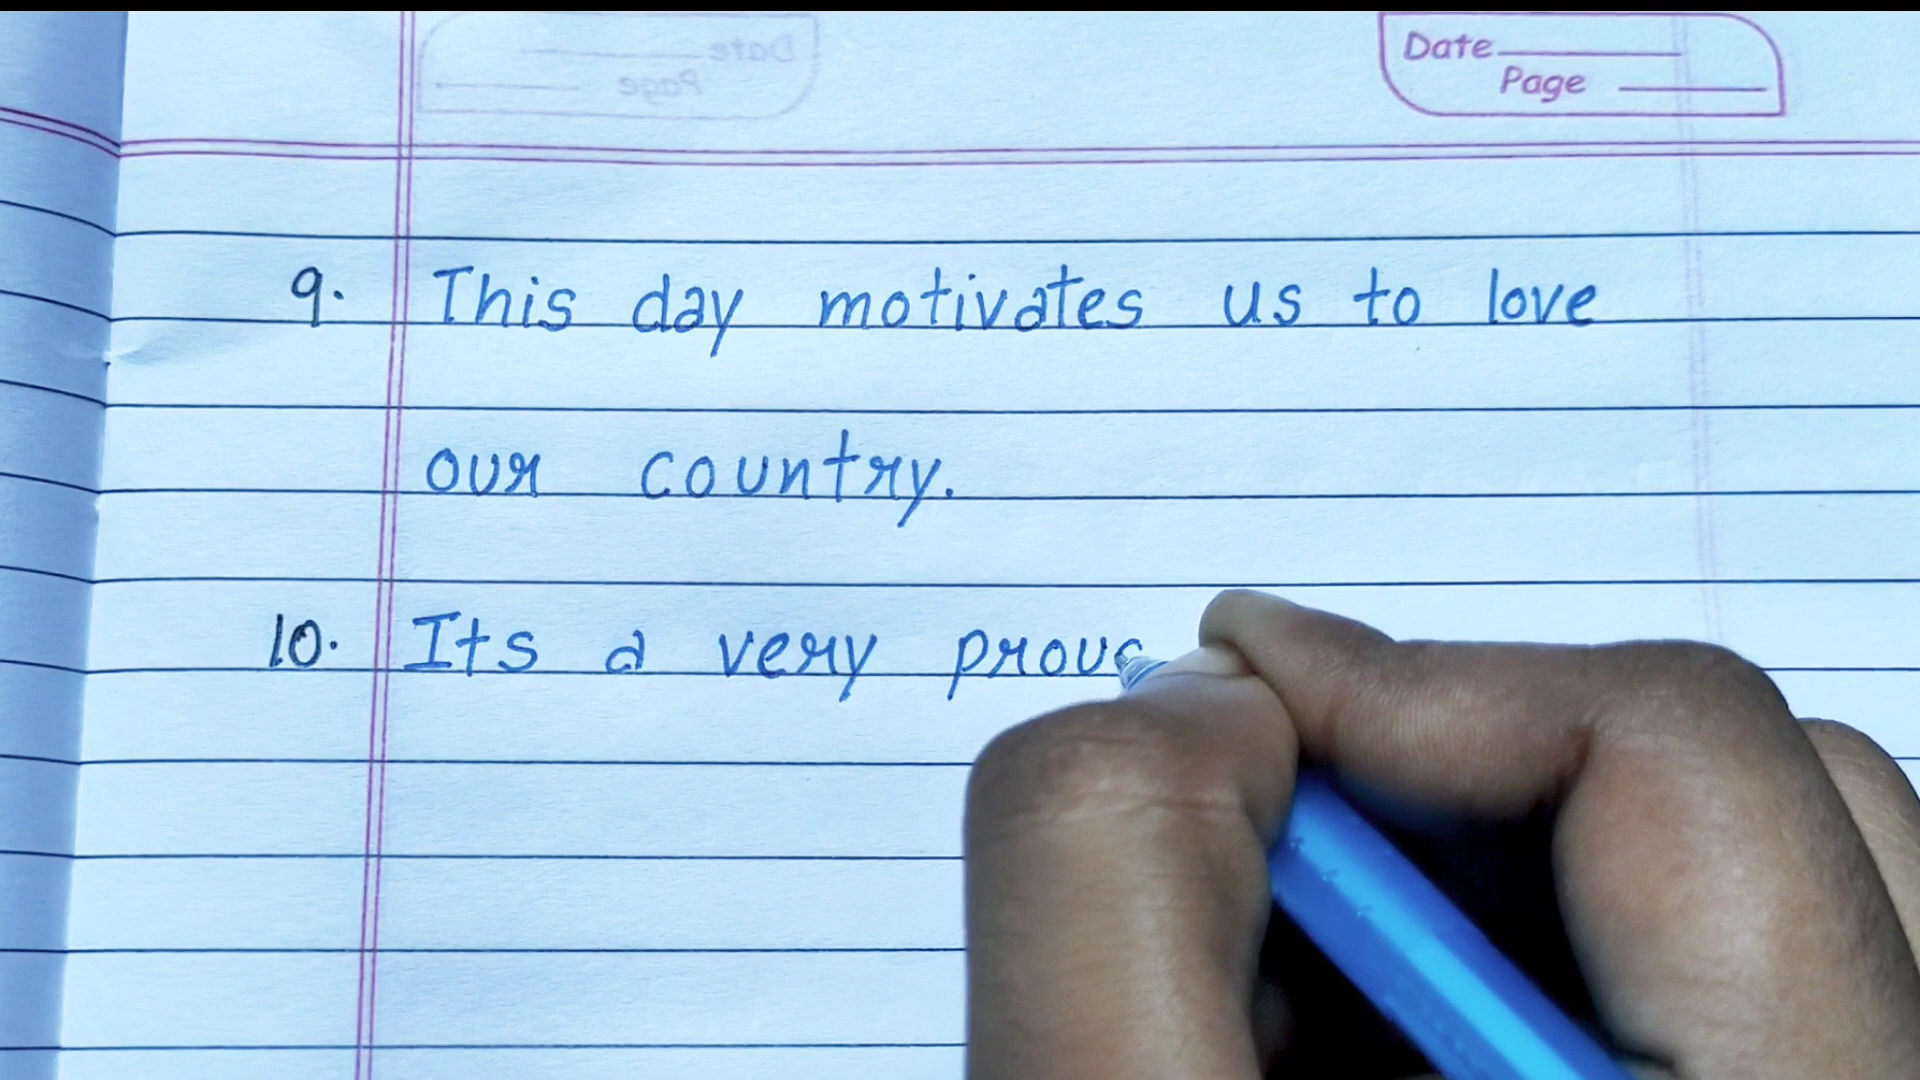 Date
Page
9. This day motivates us to love
our country.
10. Its a very